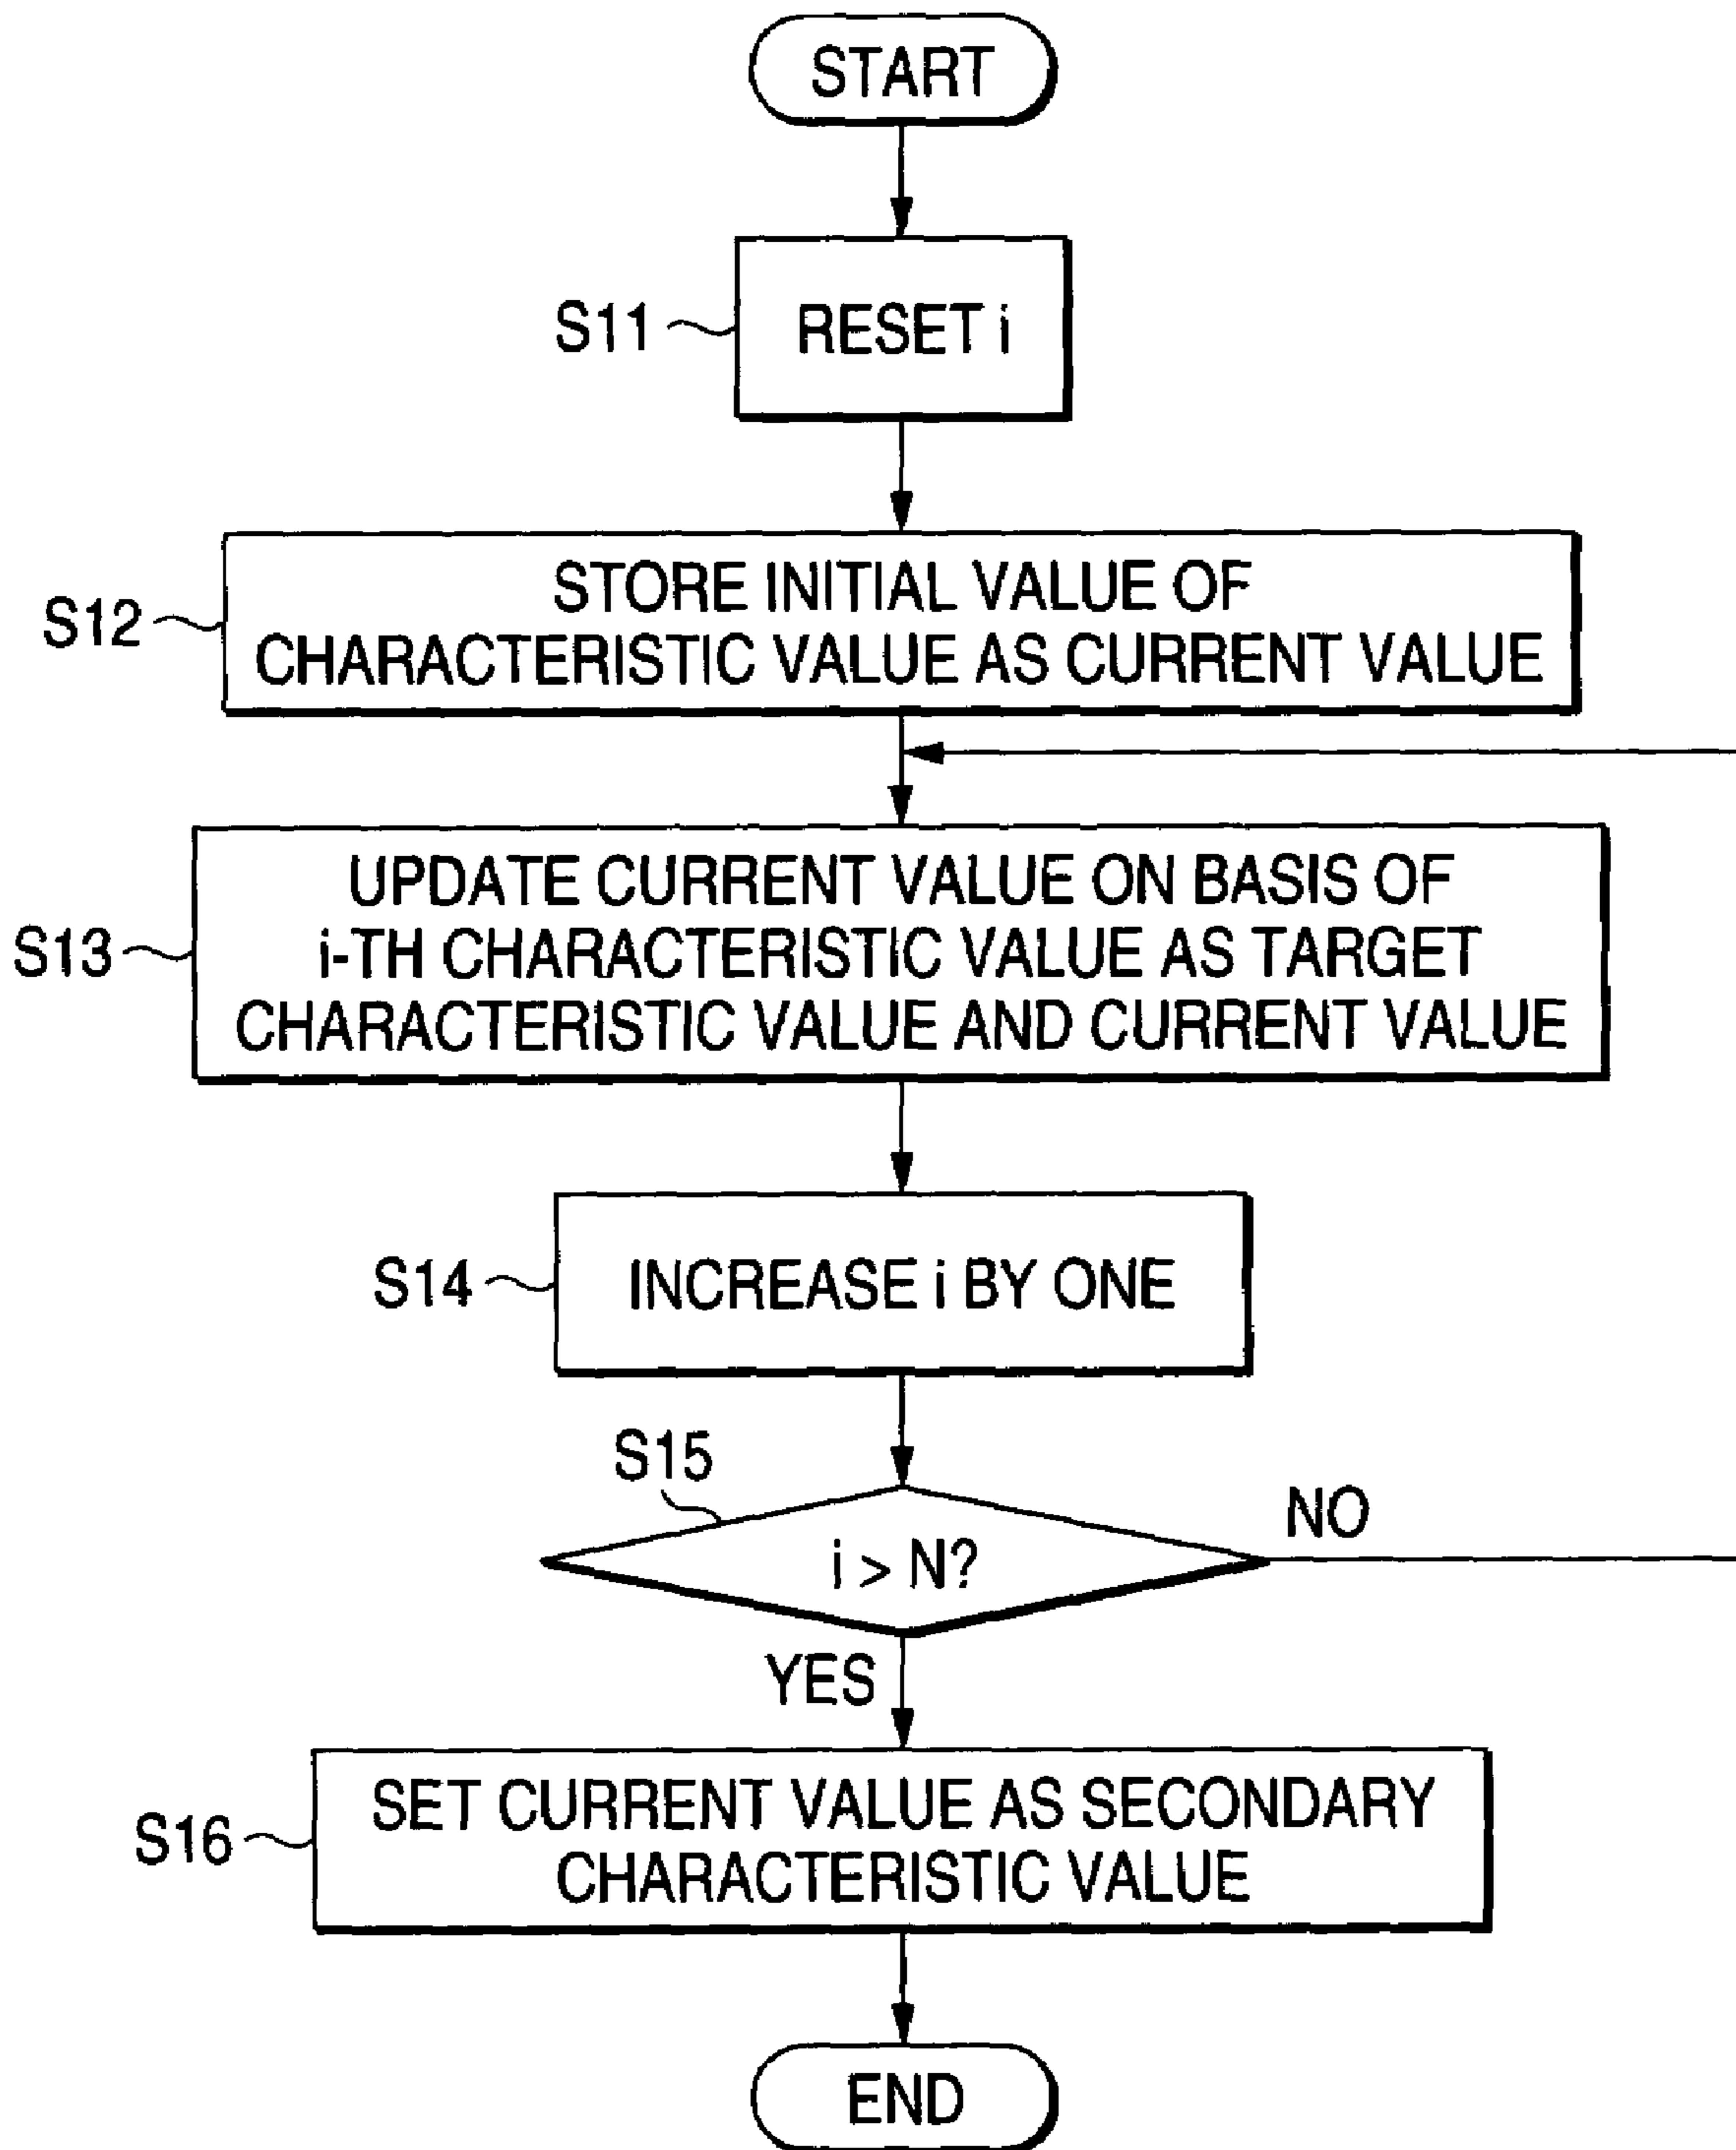 START
S11
RESET i
S12
STORE INITIAL VALUE OF
CHARACTERISTIC VALUE AS CURRENT VALUE
S13
UPDATE CURRENT VALUE ON BASIS OF
i-TH CHARACTERISTIC VALUE AS TARGET
CHARACTERISTIC VALUE AND CURRENT VALUE
S14
INCREASE i BY ONE
S15
i > N?
NO
YES
S16
SET CURRENT VALUE AS SECONDARY
CHARACTERISTIC VALUE
END